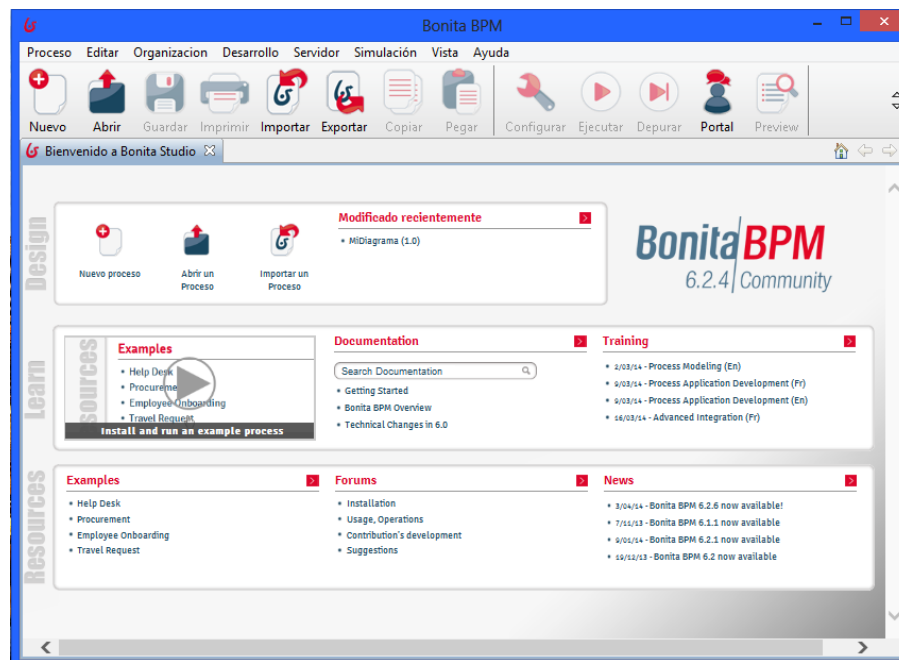 Bonita BPM
Proceso Editar Organizacion Desarrollo Servidor Simulación Vista Ayuda
Nuevo Abrir Guardar Imprimir Importar Exportar Copiar Pegar Configurar Ejecutar Depurar Portal Preview
Bienvenido a Bonita Studio
Design
Nuevo proceso
Abrir un
Proceso
Importar un
Proceso
Modificado recientemente
MiDiagrama (1.0)
Bonita BPM
6.2.4 Community
Learn
sources
Examples
Help Desk
Procurement
Employee Onboarding
Travel Request
Install and run an example process
Documentation
Search Documentation
Getting Started
Bonita BPM Overview
Technical Changes in 6.0
Training
2/03/14 - Process Modeling (En)
9/03/14 - Process Application Development (Fr)
9/03/14 - Process Application Development (En)
16/03/14 - Advanced Integration (Fr)
Resources
Examples
Help Desk
Procurement
Employee Onboarding
Travel Request
Forums
Installation
Usage, Operations
Contribution's development
Suggestions
News
3/04/14 - Bonita BPM 6.2.6 now available!
7/11/13 - Bonita BPM 6.1.1 now available
9/01/14 - Bonita BPM 6.2.1 now available
19/12/13 - Bonita BPM 6.2 now available